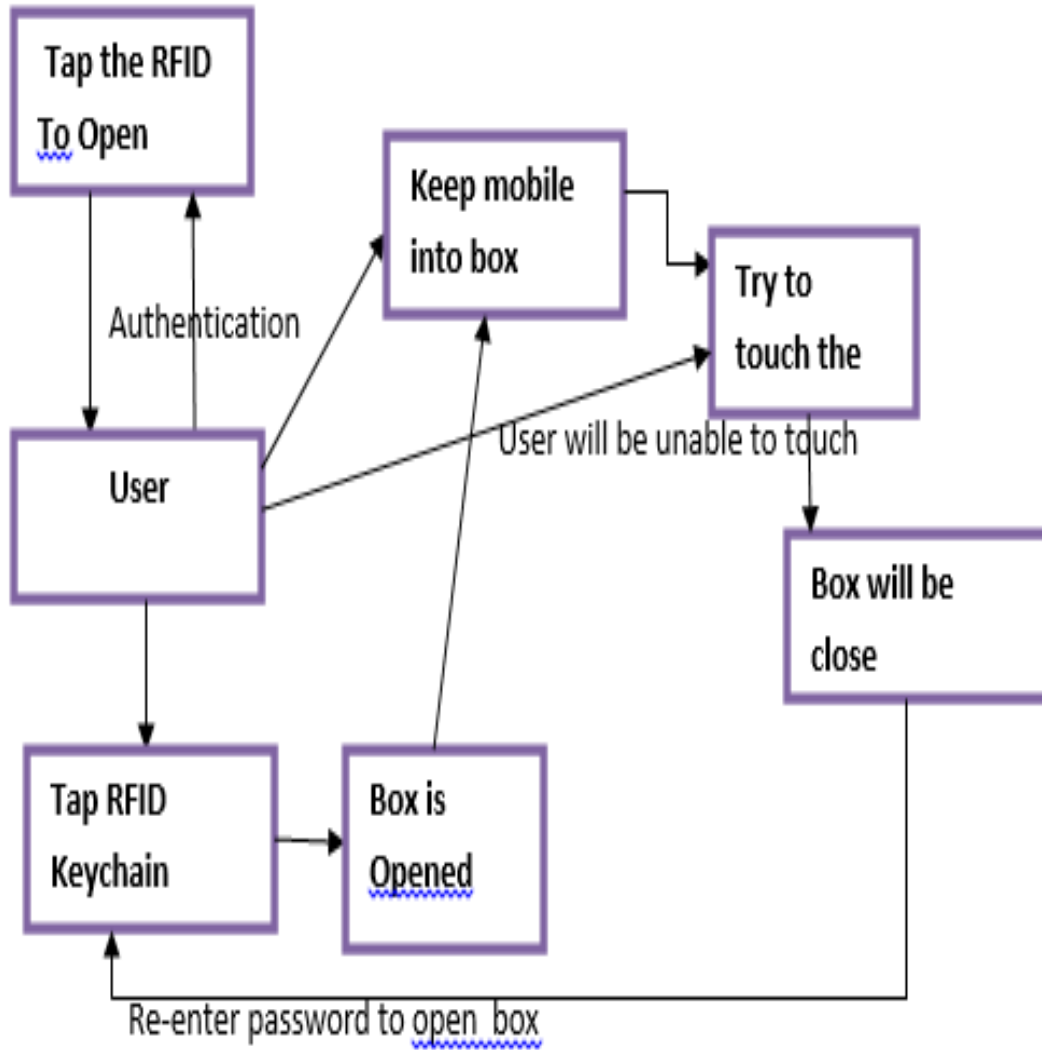 Tap the RFID
To Open
Keep mobile
into box
Try to
touch the
Authentication
User will be unable to touch
User
Box will be
close
Tap RFID
Keychain
Box is
Opened
Re-enter password to open box